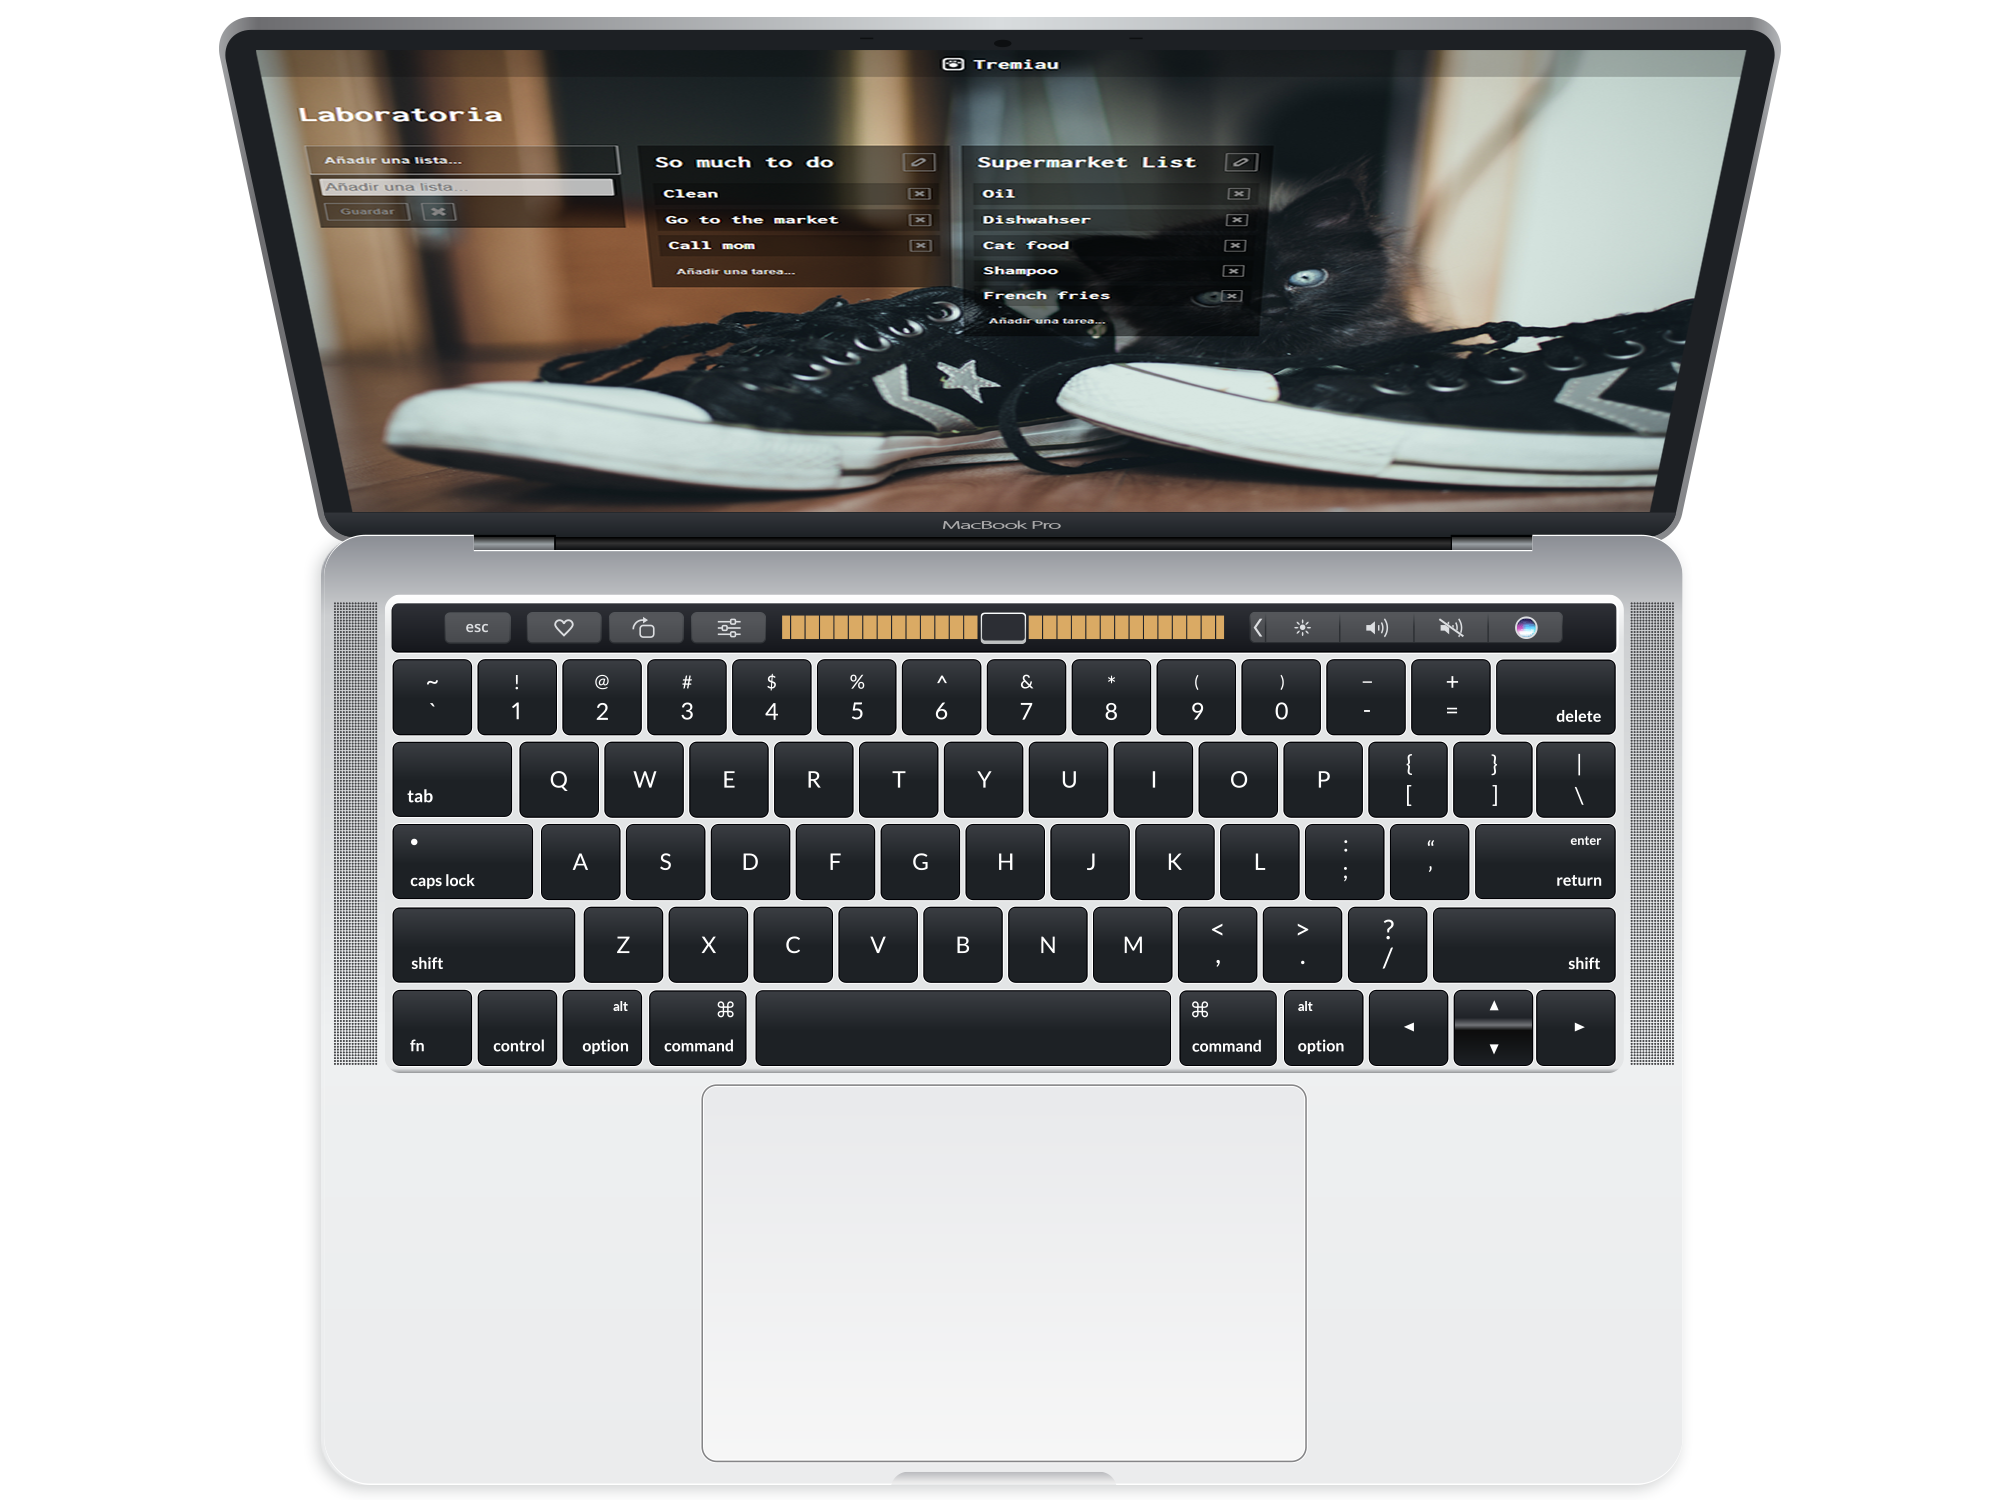 Tremiau
Laboratoria
Añadir una lista...
Añadir una lista...
Guardar
So much to do
Clean
Go to the market
Call mom
Añadir una tarea...
Supermarket List
Oil
Dishwahser
Cat food
Shampoo
French fries
Añadir una tarea...
MacBook Pro
esc
~ ! @ # $ % ^ & * ( ) – +
` 1 2 3 4 5 6 7 8 9 0 - =
delete
tab
Q W E R T Y U I O P
{ } |
[ ] \
caps lock
A S D F G H J K L
: “
; ,
enter
return
shift
Z X C V B N M
< > ?
, . /
shift
fn
control
alt
option
⌘
command
⌘
command
alt
option
◄ ▲ ▼ ►